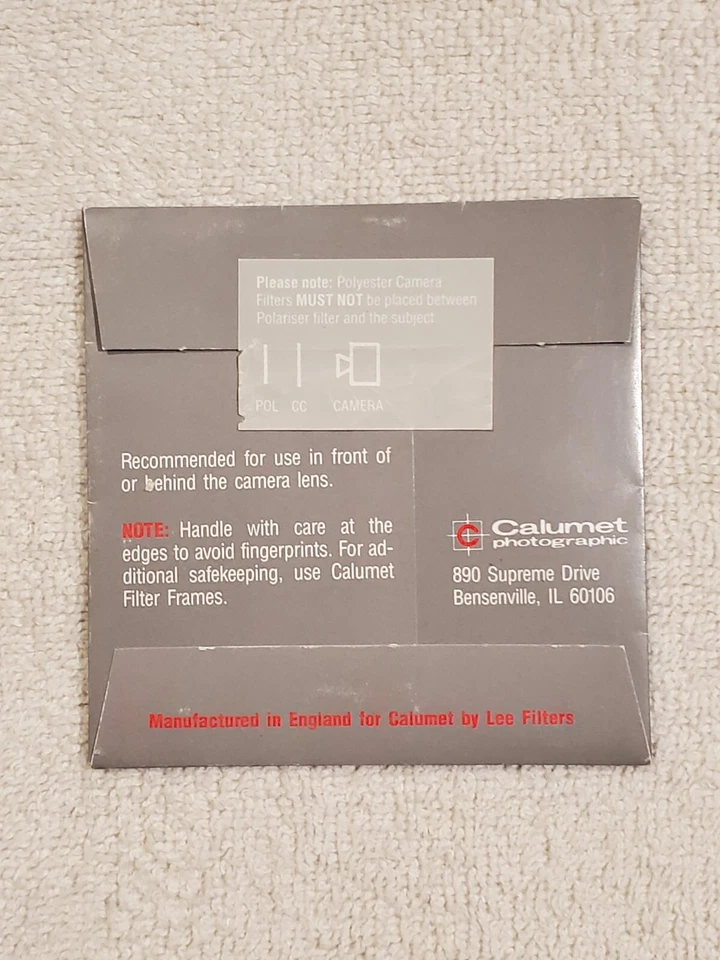 Please note: Polyester Camera
Filters MUST NOT be placed between
Polariser filter and the subject
POL CC CAMERA
Recommended for use in front of
or behind the camera lens.
NOTE: Handle with care at the
edges to avoid fingerprints. For ad-
ditional safekeeping, use Calumet
Filter Frames.
C Calumet
photographic
890 Supreme Drive
Bensenville, IL 60106
Manufactured in England for Calumet by Lee Filters